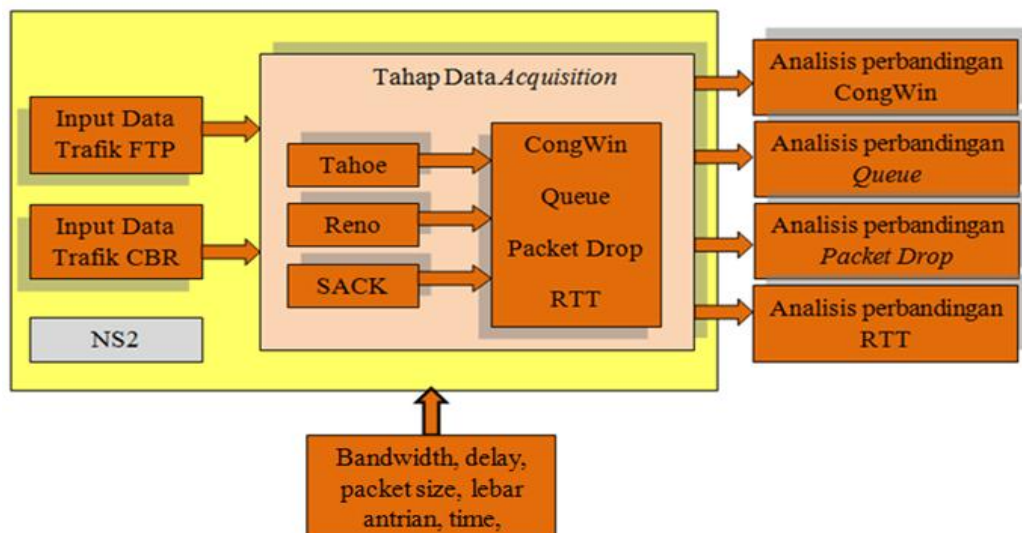 Tahap Data Acquisition
Input Data
Trafik FTP
Input Data
Trafik CBR
NS2
Tahoe
Reno
SACK
CongWin
Queue
Packet Drop
RTT
Analisis perbandingan
CongWin
Analisis perbandingan
Queue
Analisis perbandingan
Packet Drop
Analisis perbandingan
RTT
Bandwidth, delay,
packet size, lebar
antrian, time,